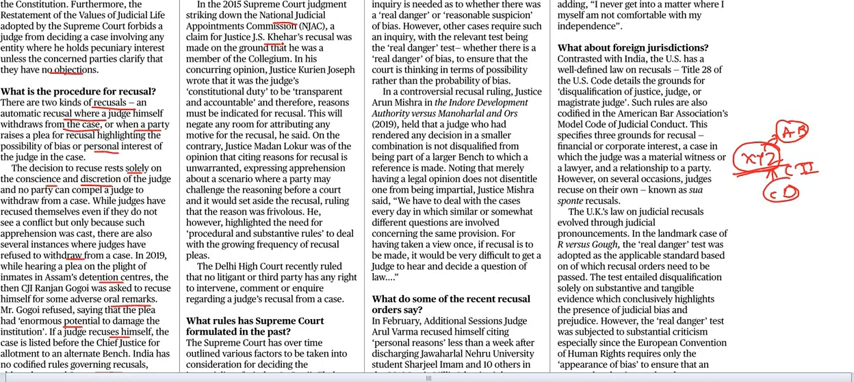 the Constitution. Furthermore, the
Restatement of the Values of Judicial Life
adopted by the Supreme Court forbids a
judge from deciding a case involving any
entity where he holds pecuniary interest
unless the concerned parties clarify that
they have no objections.
What is the procedure for recusal?
There are two kinds of recusals — an
automatic recusal where a judge himself
withdraws from the case, or when a party
raises a plea for recusal highlighting the
possibility of bias or personal interest of
the judge in the case.
The decision to recuse rests solely on
the conscience and discretion of the judge
and no party can compel a judge to
withdraw from a case. While judges have
recused themselves even if they do not
see a conflict but only because such
apprehension was cast, there are also
several instances where judges have
refused to withdraw from a case. In 2019,
while hearing a plea on the plight of
inmates in Assam's detention centres, the
then CJI Ranjan Gogoi was asked to recuse
himself for some adverse oral remarks.
Mr. Gogoi refused, saying that the plea
had 'enormous potential to damage the
institution'. If a judge recuses himself, the
case is listed before the Chief Justice for
allotment to an alternate Bench. India has
no codified rules governing recusals,
In the 2015 Supreme Court judgment
striking down the National Judicial
Appointments Commission (NJAC), a
claim for Justice J.S. Khehar's recusal was
made on the ground that he was a
member of the Collegium. In his
concurring opinion, Justice Kurien Joseph
wrote that it was the judge's
'constitutional duty' to be 'transparent
and accountable' and therefore, reasons
must be indicated for recusal. This will
negate any room for attributing any
motive for the recusal, he said. On the
contrary, Justice Madan Lokur was of the
opinion that citing reasons for recusal is
unwarranted, expressing apprehension
about a scenario where a party may
challenge the reasoning before a court
and it would set aside the recusal, ruling
that the reason was frivolous. He,
however, highlighted the need for
'procedural and substantive rules' to deal
with the growing frequency of recusal
pleas.
The Delhi High Court recently ruled
that no litigant or third party has any right
to intervene, comment or enquire
regarding a judge's recusal from a case.
What rules has Supreme Court
formulated in the past?
The Supreme Court has over time
outlined various factors to be taken into
consideration for deciding the
inquiry is needed as to whether there was
a 'real danger' or 'reasonable suspicion'
of bias. However, other cases require such
an inquiry, with the relevant test being
the 'real danger' test— whether there is a
'real danger' of bias, to ensure that the
court is thinking in terms of possibility
rather than the probability of bias.
In a controversial recusal ruling, Justice
Arun Mishra in the Indore Development
Authority versus Manoharlal and Ors
(2019), held that a judge who had
rendered any decision in a smaller
combination is not disqualified from
being part of a larger Bench to which a
reference is made. Noting that merely
having a legal opinion does not disentitle
one from being impartial, Justice Mishra
said, "We have to deal with the cases
every day in which similar or somewhat
different questions are involved
concerning the same provision. For
having taken a view once, if recusal is to
be made, it would be very difficult to get a
Judge to hear and decide a question of
law...."
What do some of the recent recusal
orders say?
In February, Additional Sessions Judge
Arul Varma recused himself citing
'personal reasons' less than a week after
discharging Jawaharlal Nehru University
student Sharjeel Imam and 10 others in
adding, "I never get into a matter where I
myself am not comfortable with my
independence".
What about foreign jurisdictions?
Contrasted with India, the U.S. has a
well-defined law on recusals — Title 28 of
the U.S. Code details the grounds for
'disqualification of justice, judge, or
magistrate judge'. Such rules are also
codified in the American Bar Association's
Model Code of Judicial Conduct. This
specifies three grounds for recusal —
financial or corporate interest, a case in
which the judge was a material witness or
a lawyer, and a relationship to a party.
However, on several occasions, judges
recuse on their own — known as sua
sponte recusals.
The U.K.'s law on judicial recusals
evolved through judicial
pronouncements. In the landmark case of
R versus Gough, the 'real danger' test was
adopted as the applicable standard based
on of which recusal orders need to be
passed. The test entailed disqualification
solely on substantive and tangible
evidence which conclusively highlights
the presence of judicial bias and
prejudice. However, the 'real danger' test
was subjected to substantial criticism
especially since the European Convention
of Human Rights requires only the
'appearance of bias' to ensure that an
A B
XYZ
CJI
CD